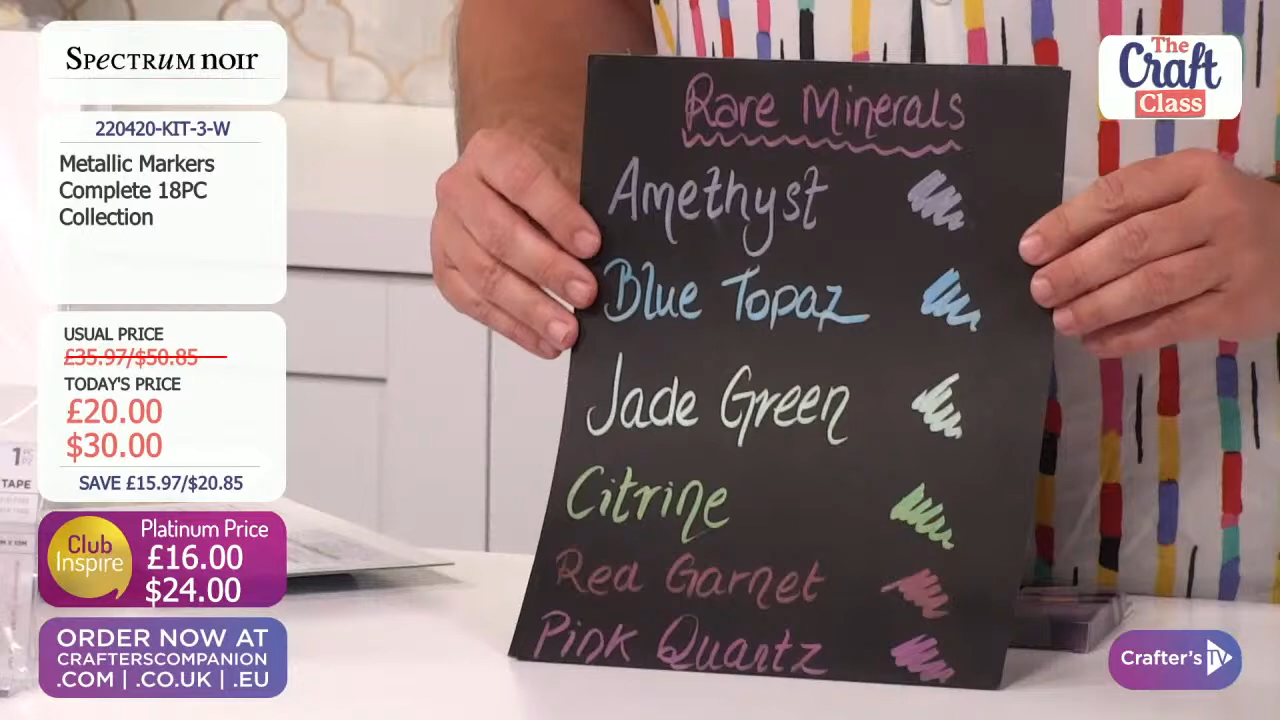 Spectrum noir
220420-KIT-3-W
Metallic Markers
Complete 18PC
Collection
USUAL PRICE
£35.97/$50.85
TODAY'S PRICE
£20.00
$30.00
SAVE £15.97/$20.85
Club
Inspire
Platinum Price
£16.00
$24.00
ORDER NOW AT
CRAFTERSCOMPANION
.COM | .CO.UK | .EU
Rare Minerals
Amethyst
Blue Topaz
Jade Green
Citrine
Red Garnet
Pink Quartz
The
Craft
Class
Crafter's TV
1
TAPE